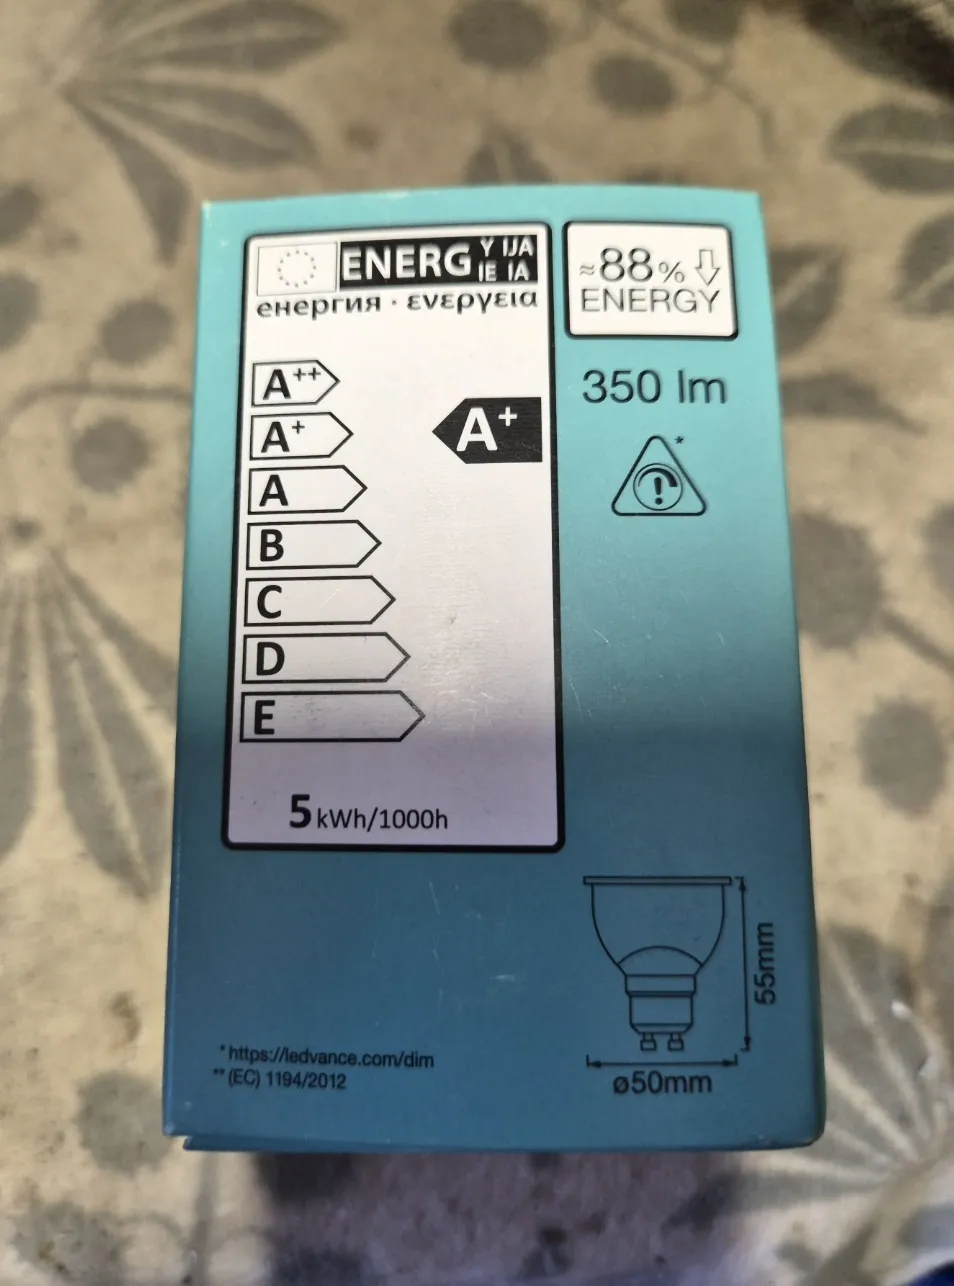 ENERG Y IJA
IE IA
енергия · ενεργεια
A++
A+
A
B
C
D
E
A+
5 kWh/1000h
≈88%
ENERGY
350 lm
*
55mm
ø50mm
* https://ledvance.com/dim
** (EC) 1194/2012